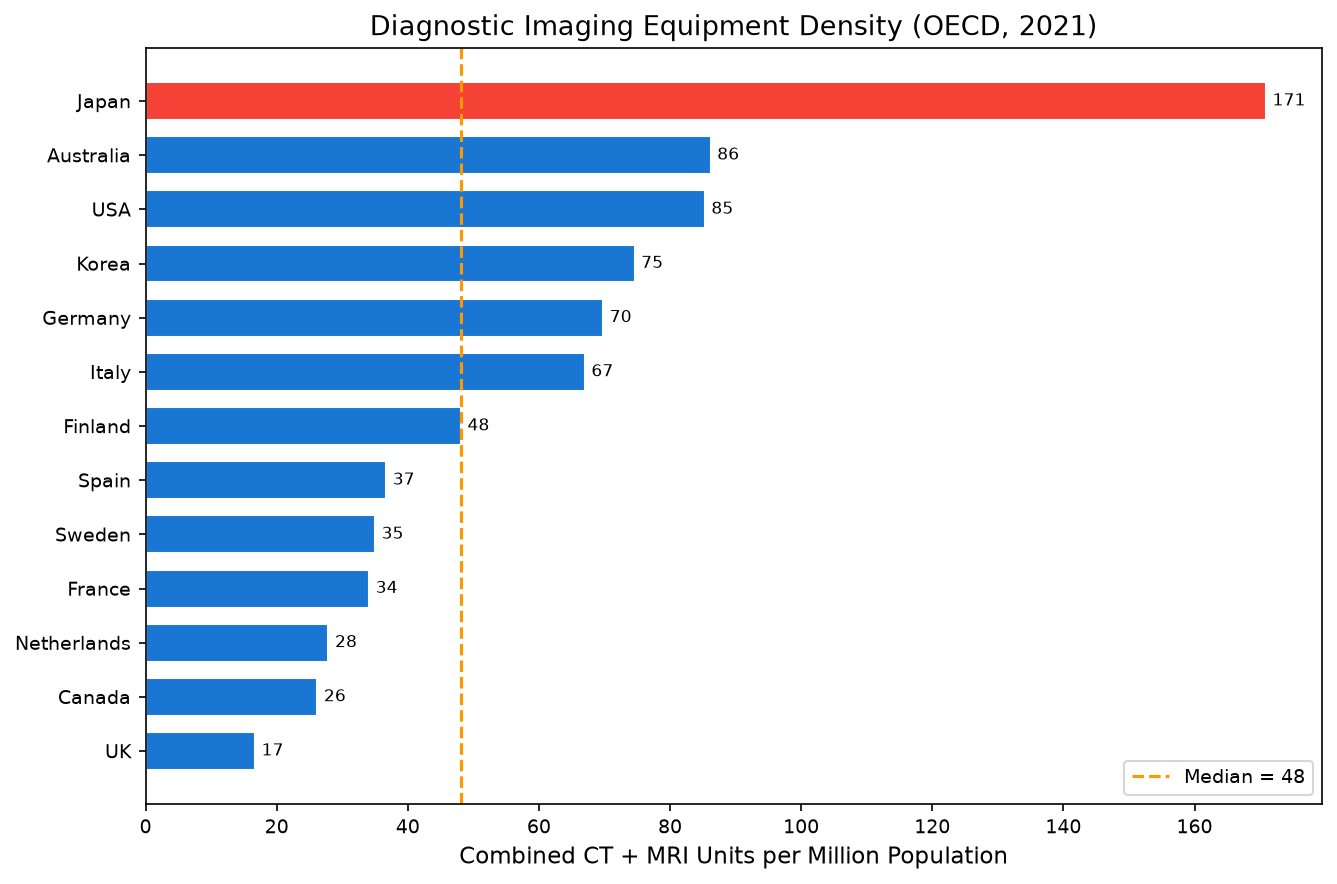 Diagnostic Imaging Equipment Density (OECD, 2021)
Japan 171
Australia 86
USA 85
Korea 75
Germany 70
Italy 67
Finland 48
Spain 37
Sweden 35
France 34
Netherlands 28
Canada 26
UK 17
Median = 48
0 20 40 60 80 100 120 140 160
Combined CT + MRI Units per Million Population